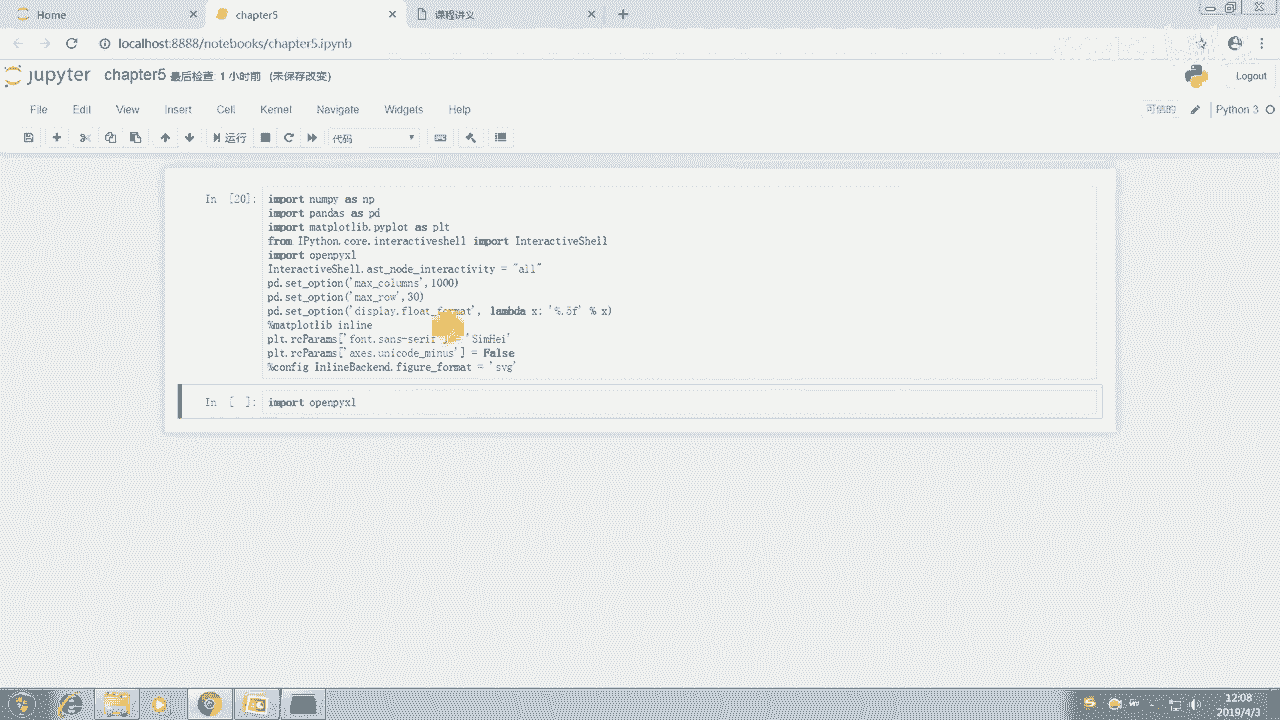 Home
chapter5
课程讲义
localhost:8888/notebooks/chapter5.ipynb
jupyter chapter5 最后检查 1 小时前 (未保存改变)
Logout
File Edit View Insert Cell Kernel Navigate Widgets Help
可信的 Python 3
运行 代码
In [20]: import numpy as np
import pandas as pd
import matplotlib.pyplot as plt
from IPython.core.interactiveshell import InteractiveShell
import openpyxl
InteractiveShell.ast_node_interactivity = "all"
pd.set_option('max_columns',1000)
pd.set_option('max_row',30)
pd.set_option('display.float_format', lambda x: '%.5f' % x)
%matplotlib inline
plt.rcParams['font.sans-serif 'SimHei'
plt.rcParams['axes.unicode_minus'] = False
%config InlineBackend.figure_format = 'svg'
In [ ]: import openpyxl
12:08
2019/4/3